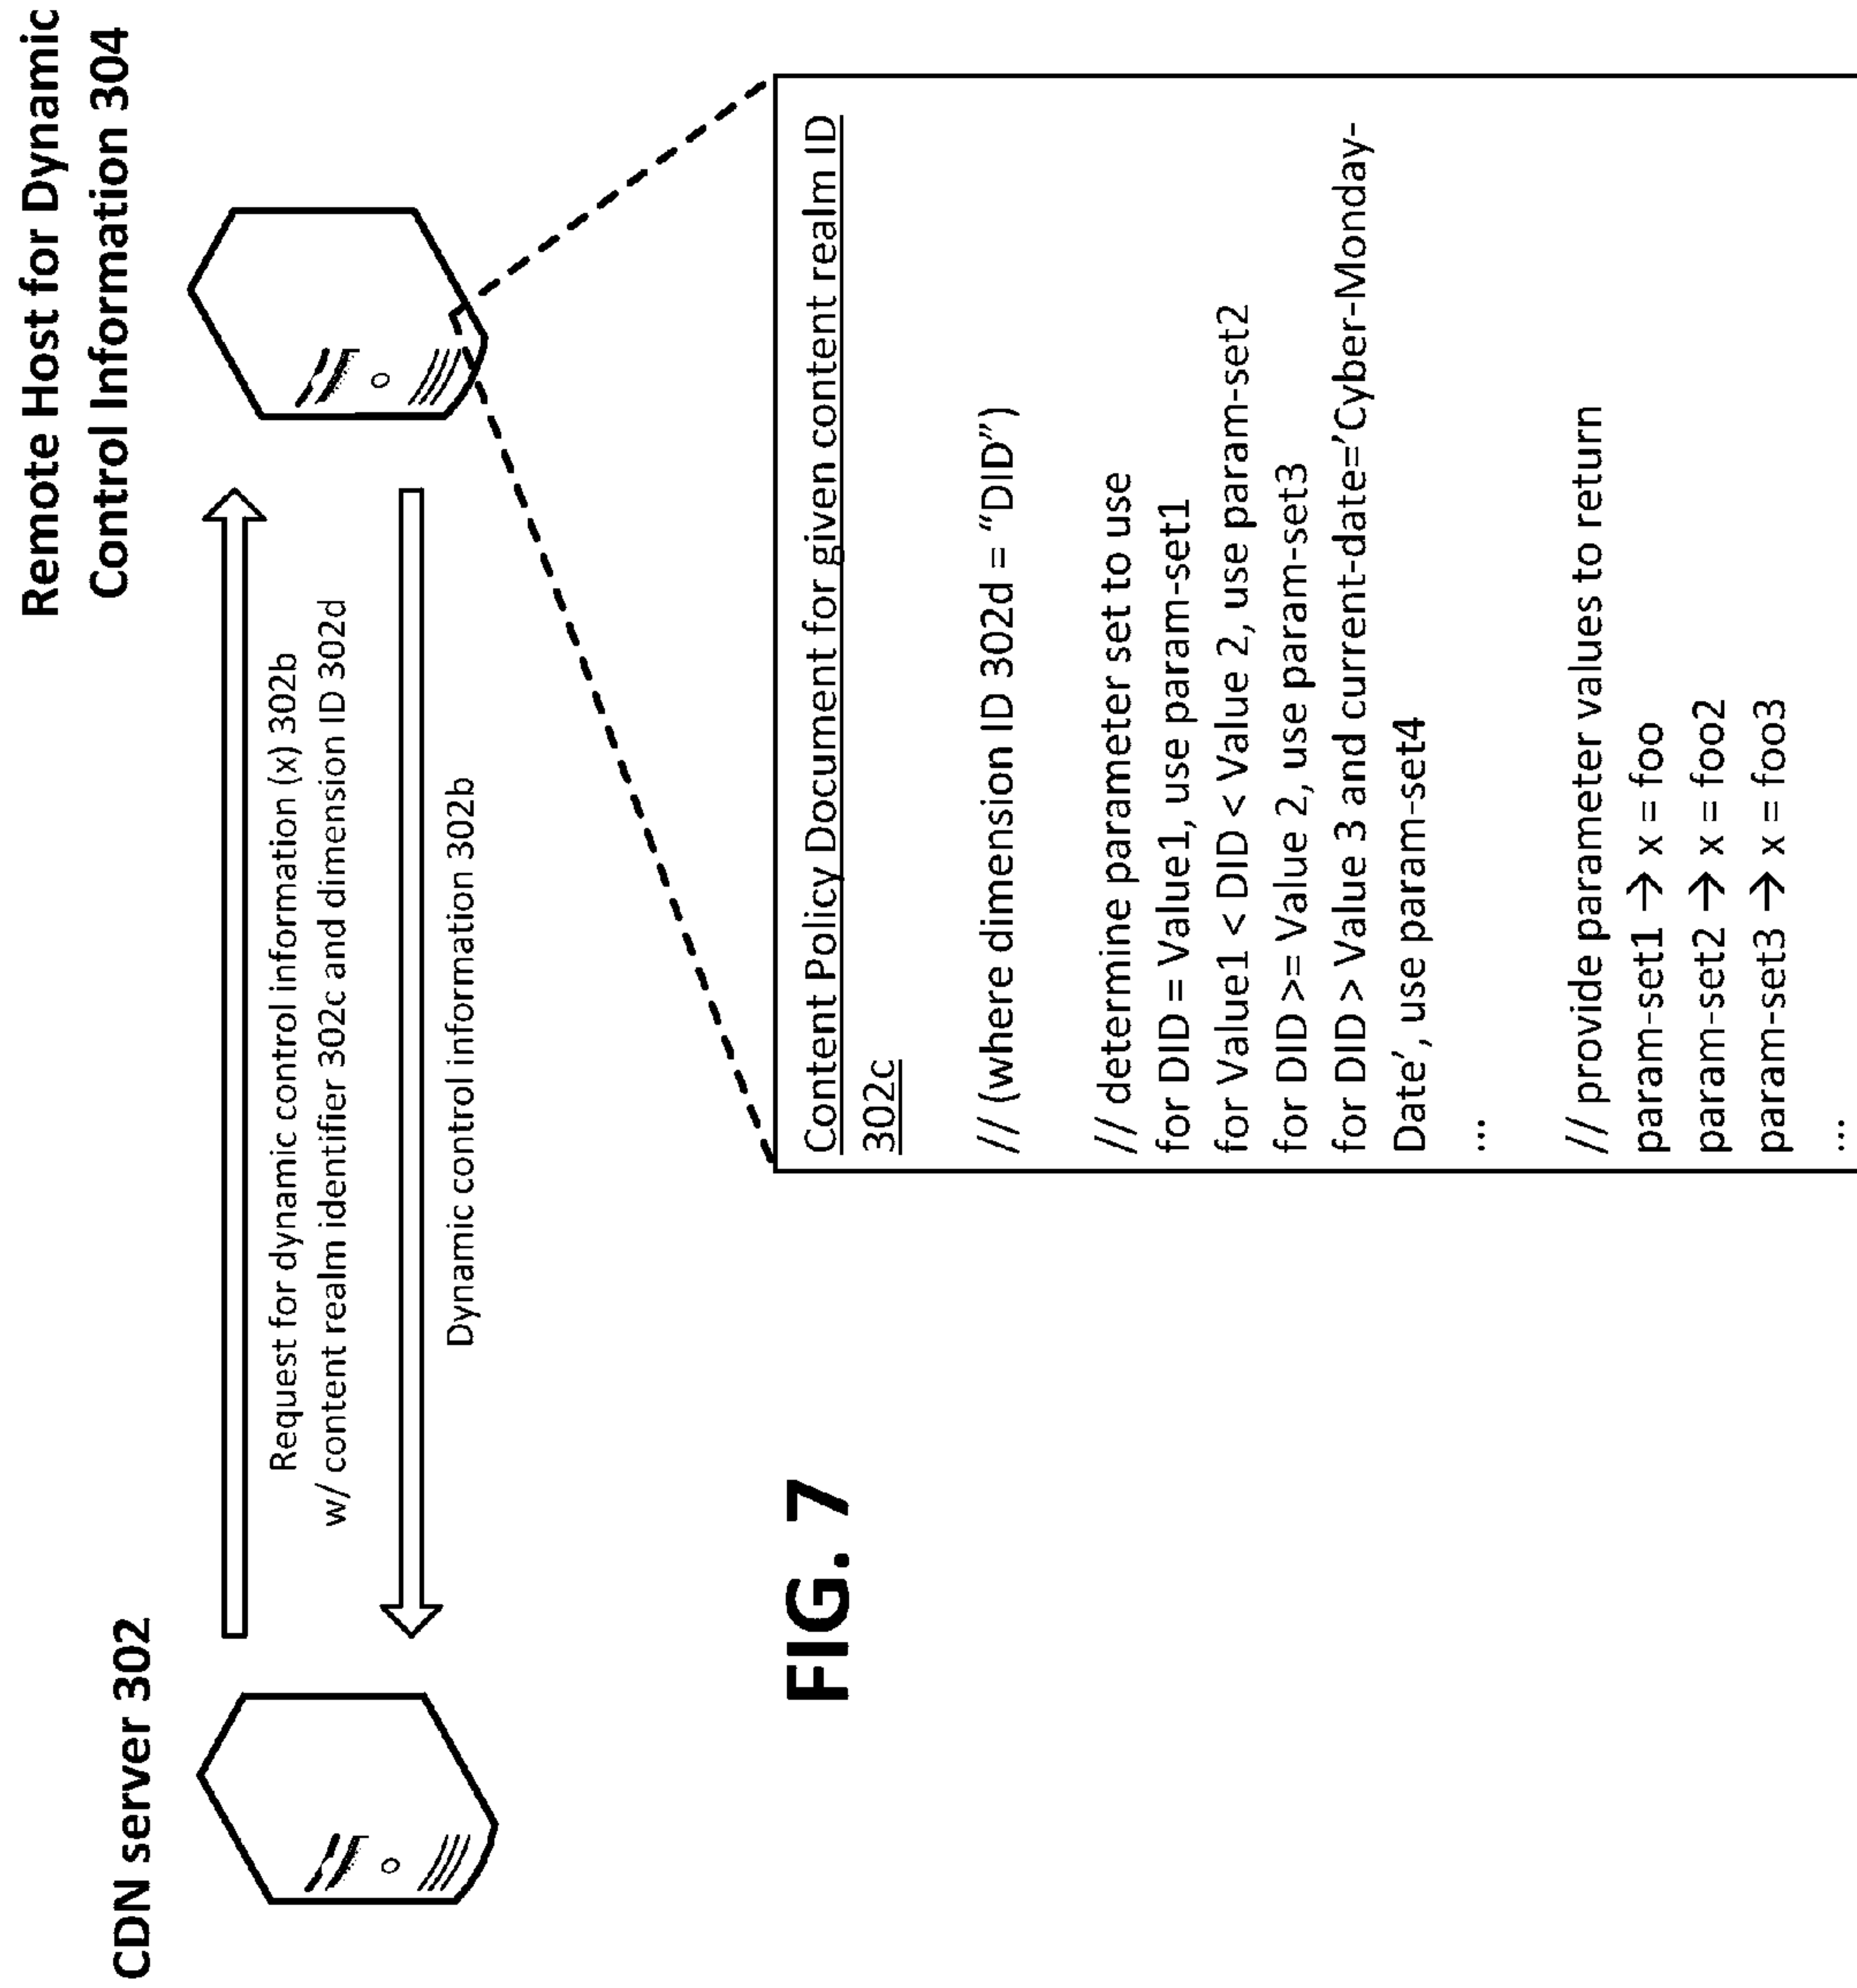 Remote Host for Dynamic
Control Information 304
CDN server 302
Request for dynamic control information (x) 302b
w/ content realm identifier 302c and dimension ID 302d
Dynamic control information 302b
Content Policy Document for given content realm ID
302c
// (where dimension ID 302d = “DID”)
// determine parameter set to use
for DID = Value1, use param-set1
for Value1 < DID < Value 2, use param-set2
for DID >= Value 2, use param-set3
for DID > Value 3 and current-date=’Cyber-Monday-
Date’, use param-set4
...
// provide parameter values to return
param-set1 → x = foo
param-set2 → x = foo2
param-set3 → x = foo3
...
FIG. 7